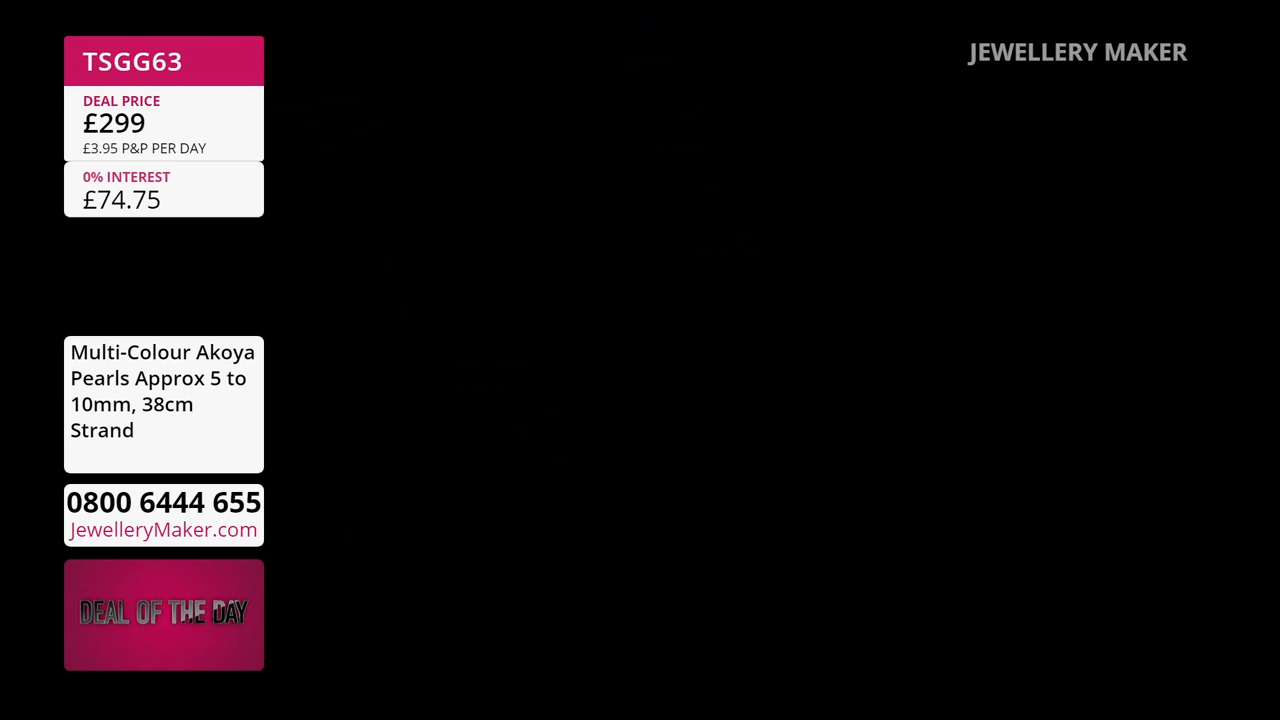 TSGG63
JEWELLERY MAKER
DEAL PRICE
£299
£3.95 P&P PER DAY
0% INTEREST
£74.75
Multi-Colour Akoya
Pearls Approx 5 to
10mm, 38cm
Strand
0800 6444 655
JewelleryMaker.com
DEAL OF THE DAY